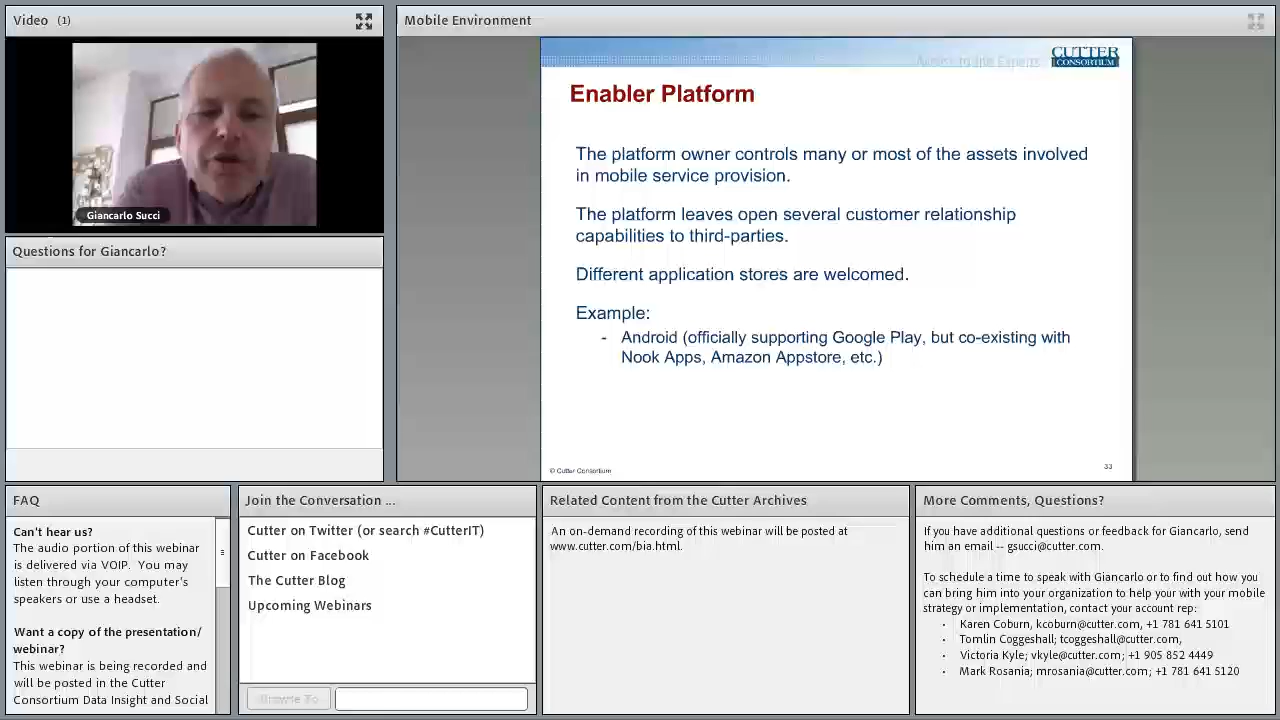 Video (1)
Giancarlo Succi
Questions for Giancarlo?
Mobile Environment
Access to the Experts
CUTTER
CONSORTIUM
Enabler Platform
The platform owner controls many or most of the assets involved
in mobile service provision.
The platform leaves open several customer relationship
capabilities to third-parties.
Different application stores are welcomed.
Example:
- Android (officially supporting Google Play, but co-existing with
Nook Apps, Amazon Appstore, etc.)
© Cutter Consortium
33
FAQ
Can't hear us?
The audio portion of this webinar
is delivered via VOIP. You may
listen through your computer's
speakers or use a headset.
Want a copy of the presentation/
webinar?
This webinar is being recorded and
will be posted in the Cutter
Consortium Data Insight and Social
Join the Conversation ...
Cutter on Twitter (or search #CutterIT)
Cutter on Facebook
The Cutter Blog
Upcoming Webinars
Browse To
Related Content from the Cutter Archives
An on-demand recording of this webinar will be posted at
www.cutter.com/bia.html.
More Comments, Questions?
If you have additional questions or feedback for Giancarlo, send
him an email -- gsucci@cutter.com.
To schedule a time to speak with Giancarlo or to find out how you
can bring him into your organization to help your with your mobile
strategy or implementation, contact your account rep:
• Karen Coburn, kcoburn@cutter.com, +1 781 641 5101
• Tomlin Coggeshall; tcoggeshall@cutter.com,
• Victoria Kyle; vkyle@cutter.com; +1 905 852 4449
• Mark Rosania; mrosania@cutter.com; +1 781 641 5120